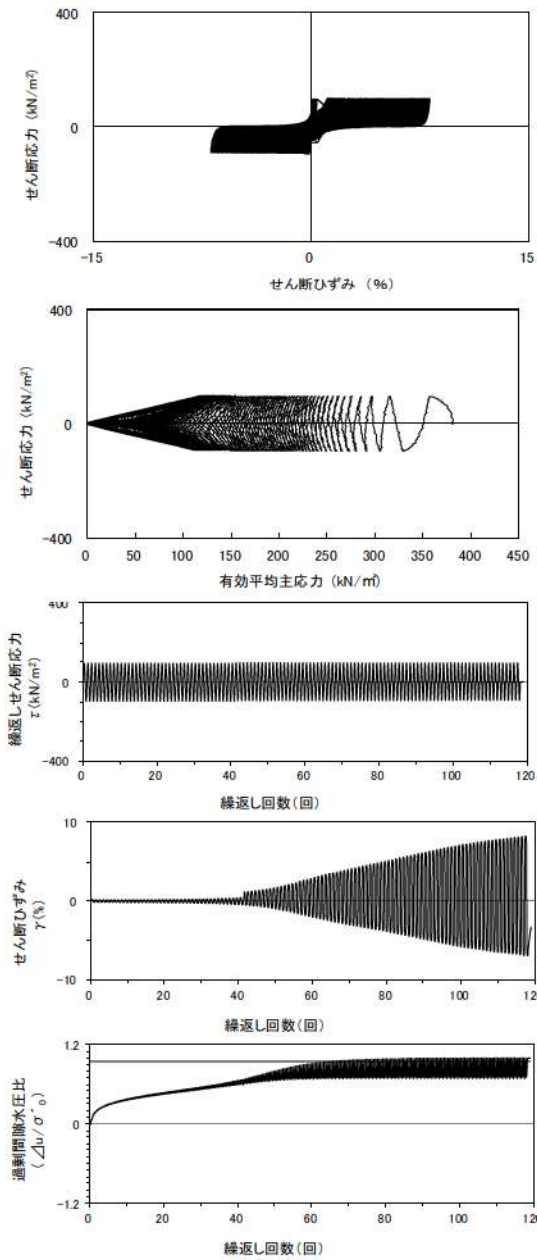 400
せん断応力 (kN/m²)
0
-400
-15
0
15
せん断ひずみ (%)
400
せん断応力 (kN/m²)
0
-400
0 50 100 150 200 250 300 350 400 450
有効平均主応力 (kN/㎡)
400
繰返しせん断応力
τ(kN/m²)
0
-400
0 20 40 60 80 100 120
繰返し回数(回)
10
せん断ひずみ
γ(%)
0
-10
0 20 40 60 80 100 120
繰返し回数(回)
1.2
過剰間隙水圧比
(⊿u/σ'₀)
0
-1.2
0 20 40 60 80 100 120
繰返し回数(回)